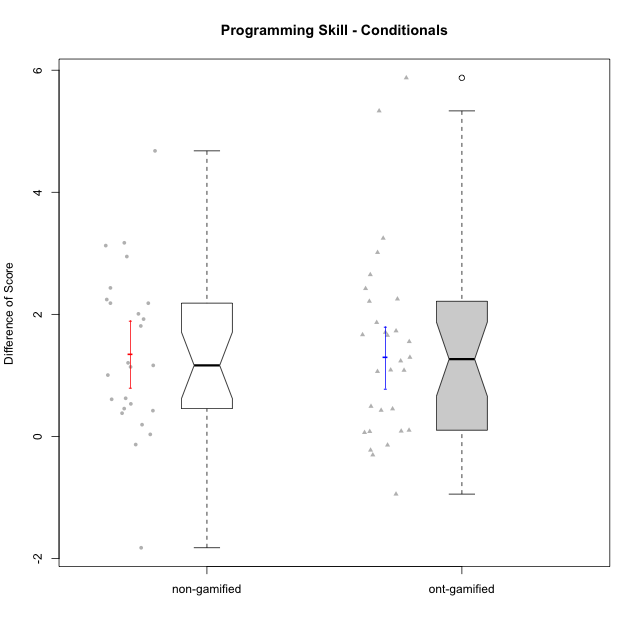 Programming Skill - Conditionals
Difference of Score
6
4
2
0
-2
non-gamified
ont-gamified